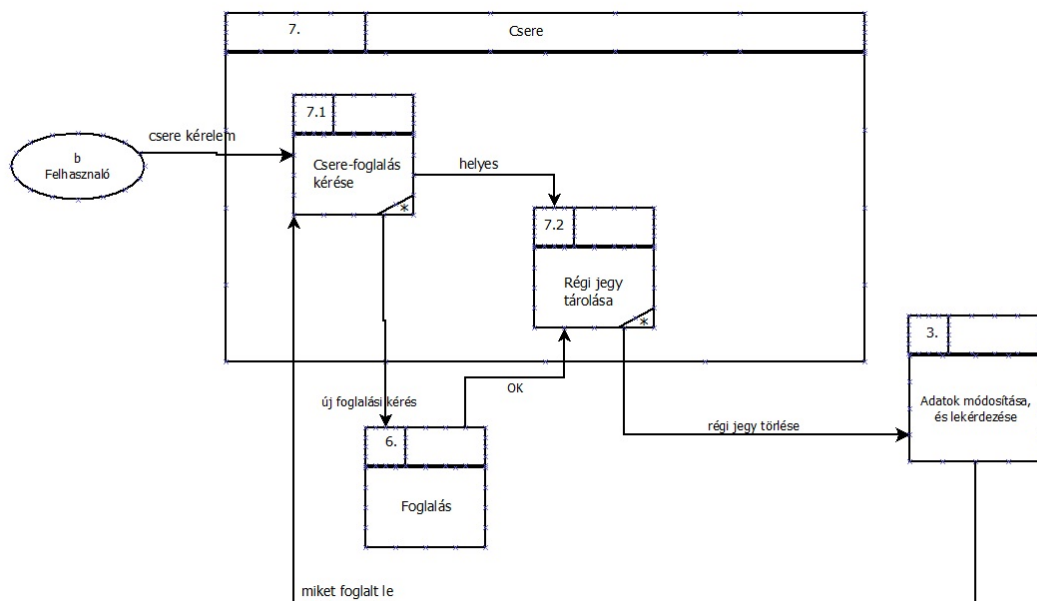 7.
Csere
7.1
csere kérelem
b
Felhasználó
Csere-foglalás
kérése
*
helyes
7.2
Régi jegy
tárolása
*
3.
Adatok módosítása,
és lekérdezése
OK
új foglalási kérés
régi jegy törlése
6.
Foglalás
miket foglalt le